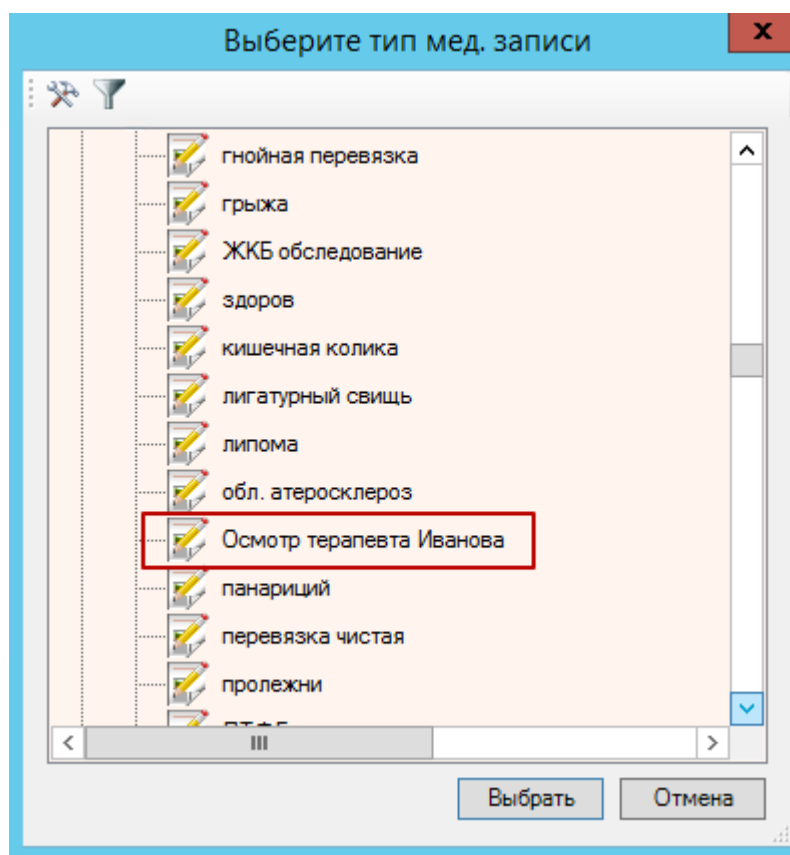 Выберите тип мед. записи
гнойная перевязка
грыжа
ЖКБ обследование
здоров
кишечная колика
лигатурный свищь
липома
обл. атеросклероз
Осмотр терапевта Иванова
панариций
перевязка чистая
пролежни
Выбрать
Отмена